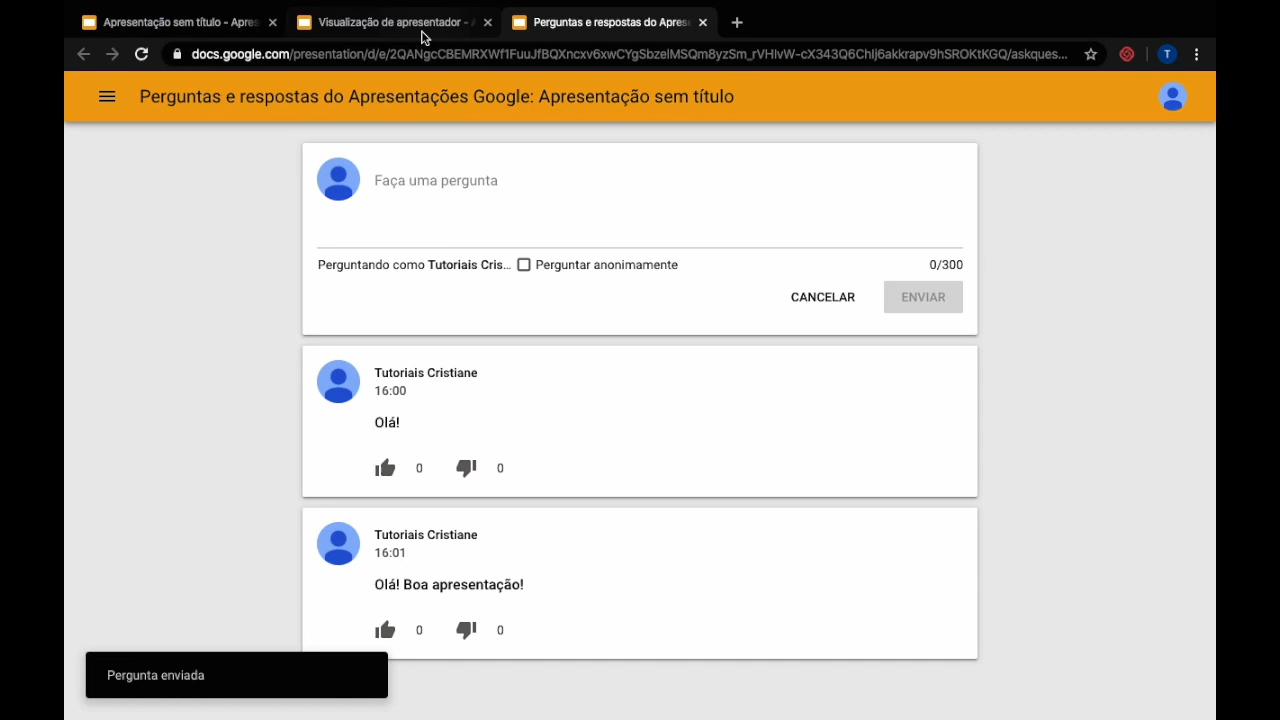 Apresentação sem título - Apres
Visualização de apresentador -
Perguntas e respostas do Apres
docs.google.com/presentation/d/e/2QANgcCBEMRXWf1FuuJfBQXncxv6xwCYgSbzelMSQm8yzSm_rVHlvW-cX343Q6Chlj6akkrapv9hSROKtKGQ/askques...
T
Perguntas e respostas do Apresentações Google: Apresentação sem título
Faça uma pergunta
Perguntando como Tutoriais Cris... Perguntar anonimamente 0/300
CANCELAR ENVIAR
Tutoriais Cristiane
16:00
Olá!
0 0
Tutoriais Cristiane
16:01
Olá! Boa apresentação!
0 0
Pergunta enviada